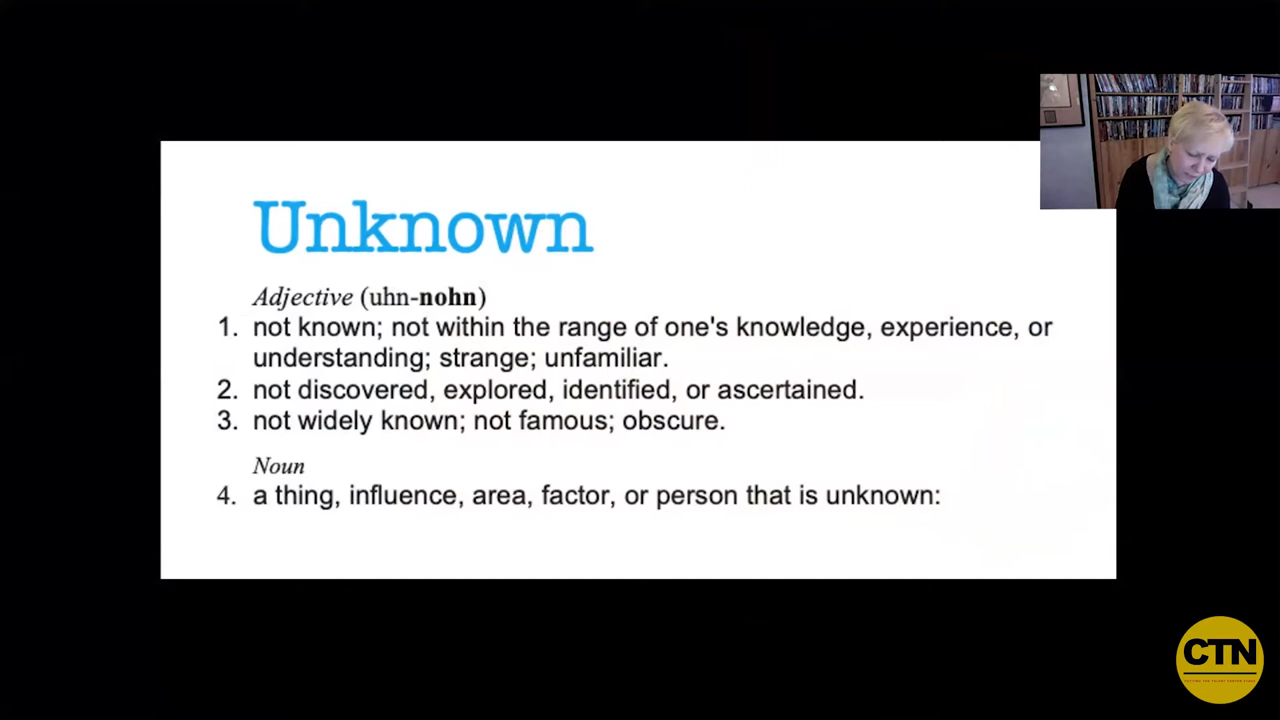 Unknown
Adjective (uhn-nohn)
1. not known; not within the range of one's knowledge, experience, or
understanding; strange; unfamiliar.
2. not discovered, explored, identified, or ascertained.
3. not widely known; not famous; obscure.
Noun
4. a thing, influence, area, factor, or person that is unknown:
CTN